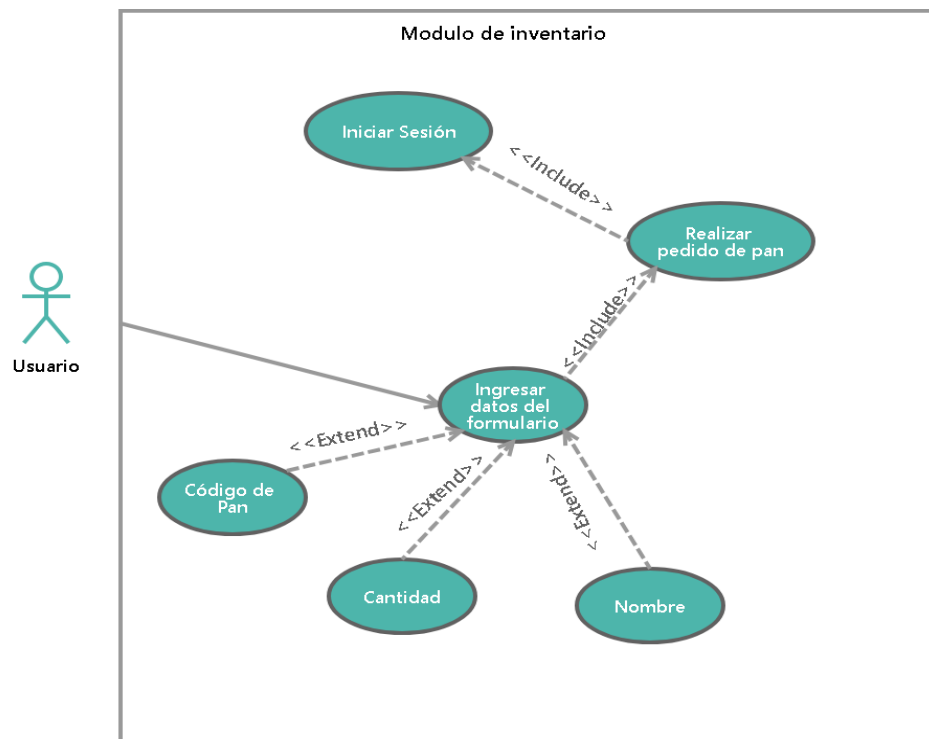 Modulo de inventario
Iniciar Sesión
<<Include>>
Realizar
pedido de pan
<<Include>>
Usuario
Ingresar
datos del
formulario
<<Extend>>
<<Extend>>
<<Extend>>
Código de
Pan
Cantidad
Nombre